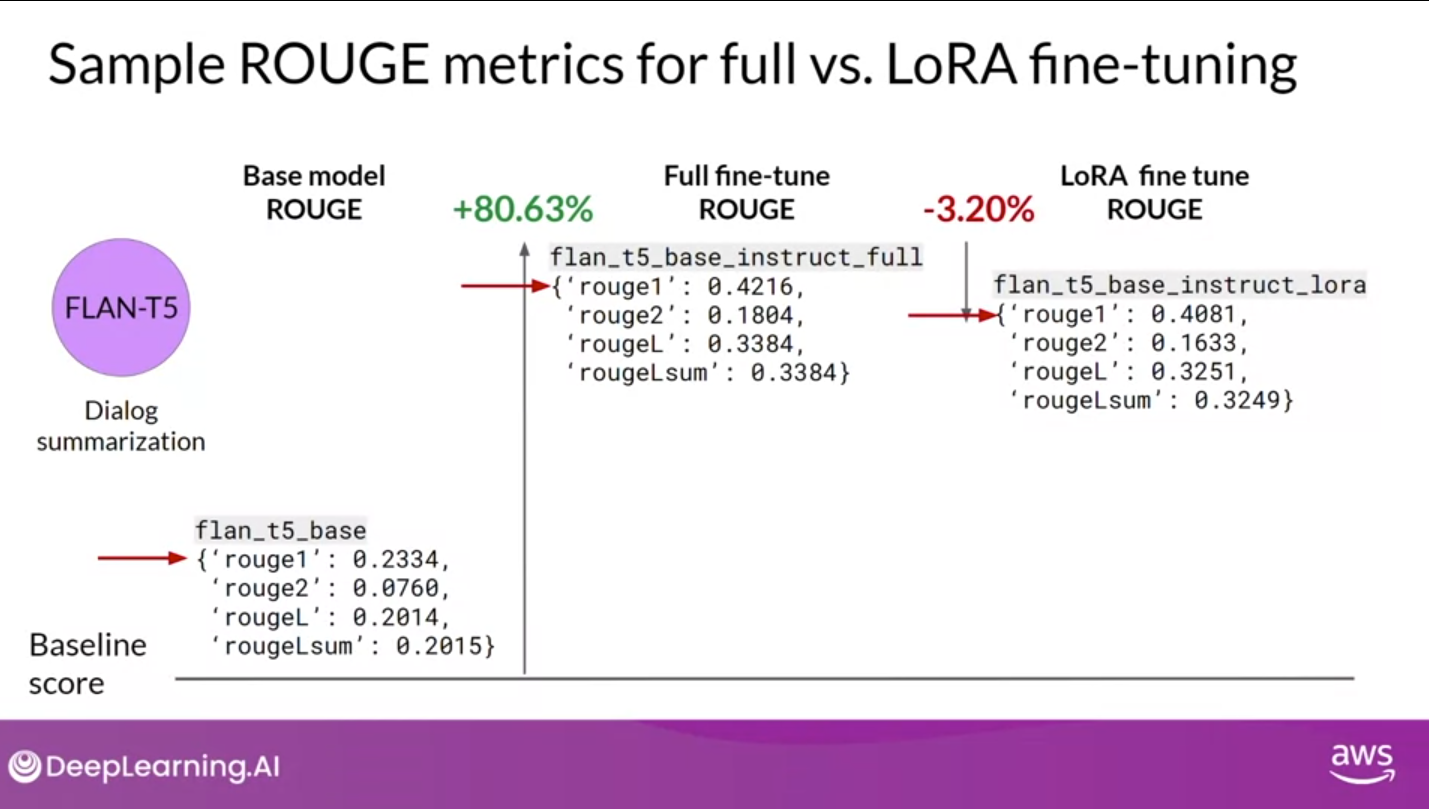 Sample ROUGE metrics for full vs. LoRA fine-tuning
Base model
ROUGE
+80.63%
Full fine-tune
ROUGE
-3.20%
LoRA fine tune
ROUGE
FLAN-T5
Dialog
summarization
flan_t5_base
{‘rouge1’: 0.2334,
‘rouge2’: 0.0760,
‘rougeL’: 0.2014,
‘rougeLsum’: 0.2015}
flan_t5_base_instruct_full
{‘rouge1’: 0.4216,
‘rouge2’: 0.1804,
‘rougeL’: 0.3384,
‘rougeLsum’: 0.3384}
flan_t5_base_instruct_lora
{‘rouge1’: 0.4081,
‘rouge2’: 0.1633,
‘rougeL’: 0.3251,
‘rougeLsum’: 0.3249}
Baseline
score
DeepLearning.AI
aws